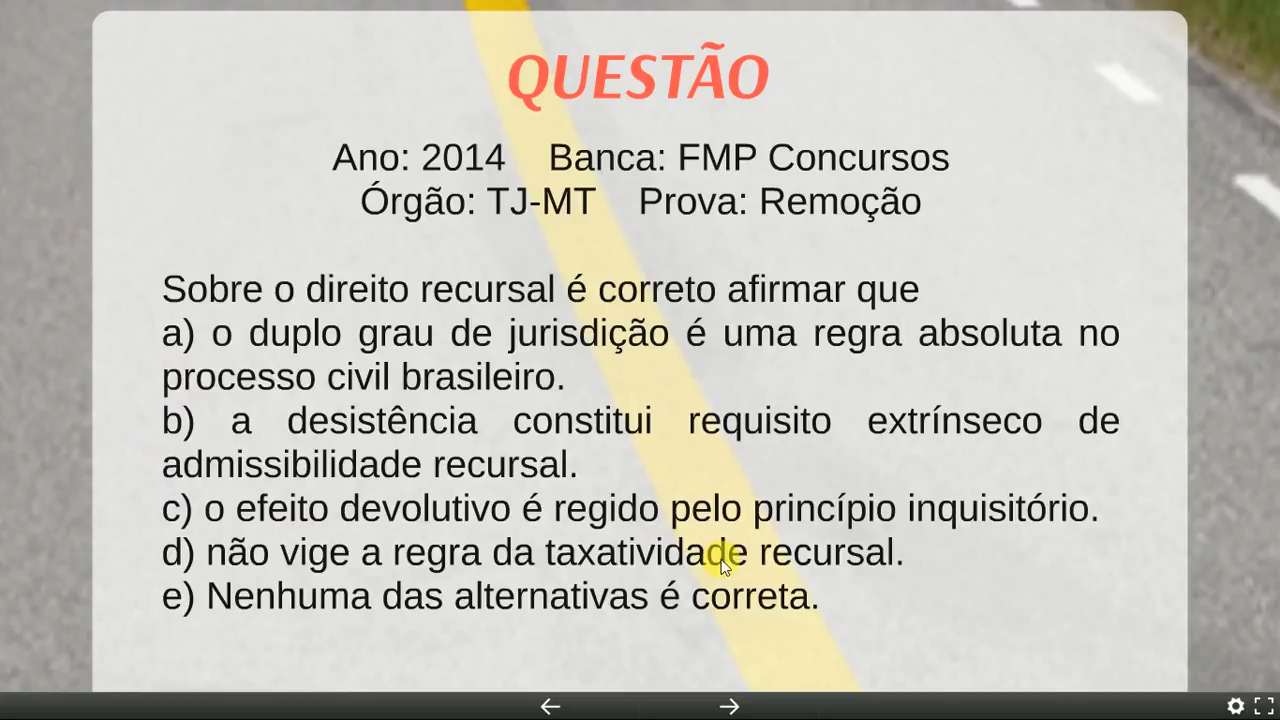 QUESTÃO
Ano: 2014 Banca: FMP Concursos
Órgão: TJ-MT Prova: Remoção
Sobre o direito recursal é correto afirmar que
a) o duplo grau de jurisdição é uma regra absoluta no
processo civil brasileiro.
b) a desistência constitui requisito extrínseco de
admissibilidade recursal.
c) o efeito devolutivo é regido pelo princípio inquisitório.
d) não vige a regra da taxatividade recursal.
e) Nenhuma das alternativas é correta.